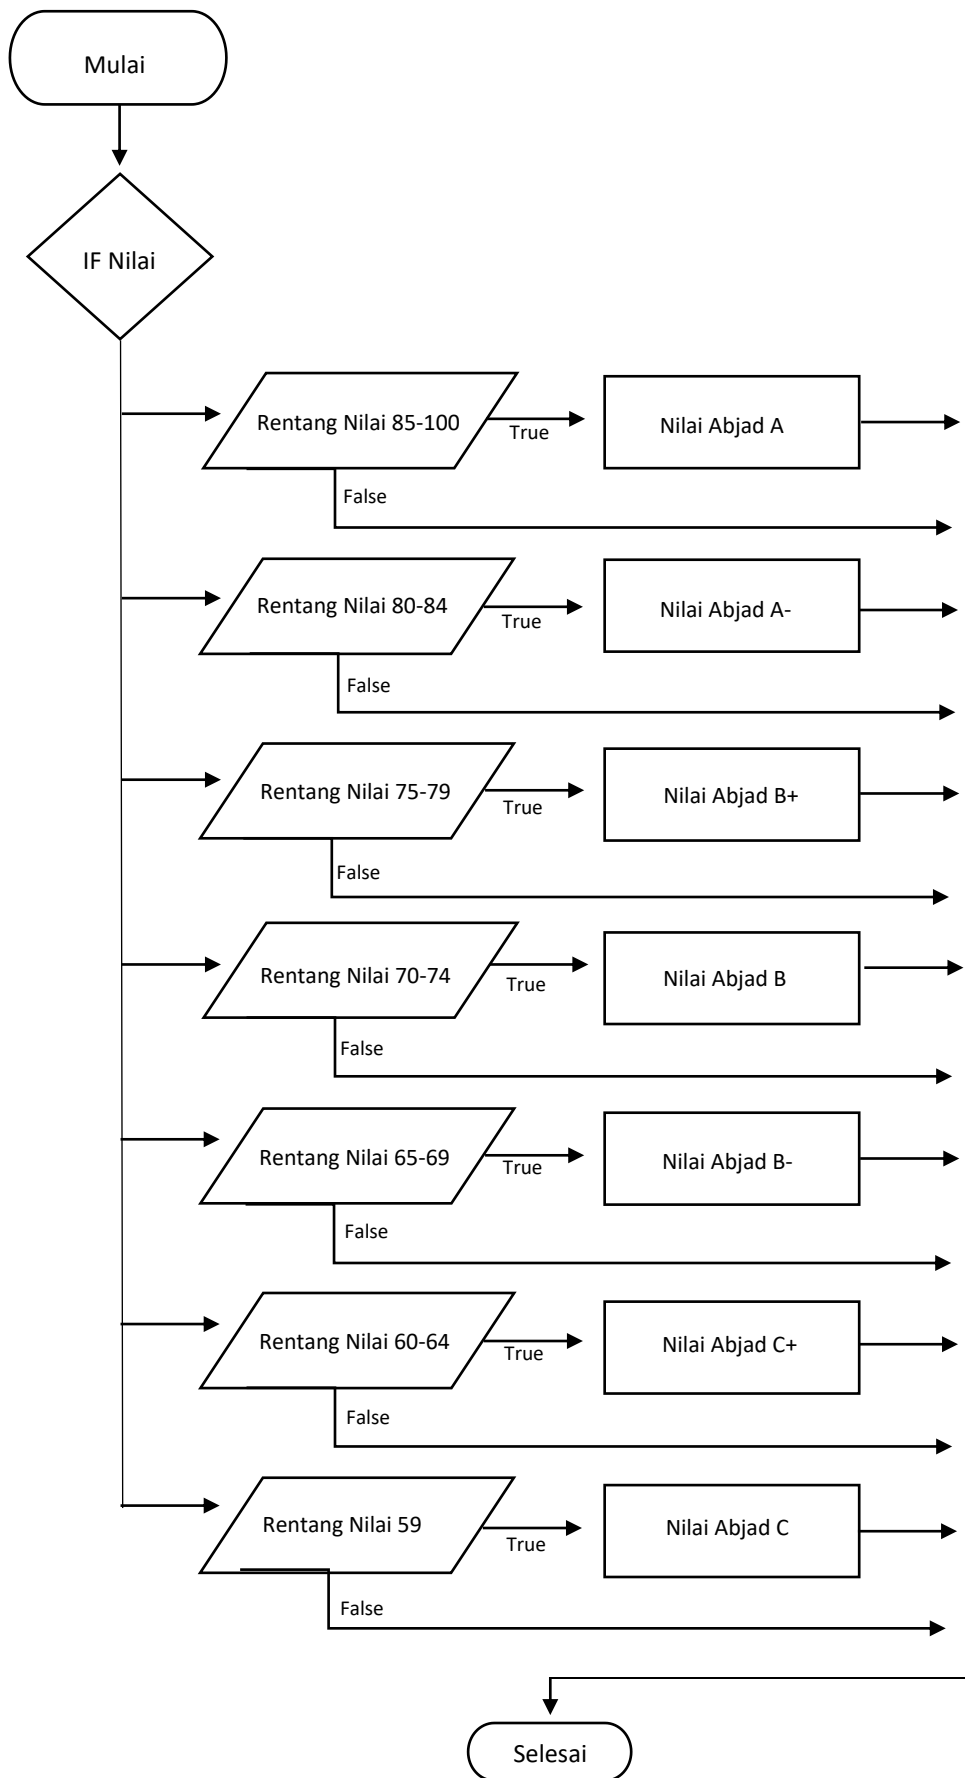 Mulai
IF Nilai
Rentang Nilai 85-100
True
Nilai Abjad A
False
Rentang Nilai 80-84
True
Nilai Abjad A-
False
Rentang Nilai 75-79
True
Nilai Abjad B+
False
Rentang Nilai 70-74
True
Nilai Abjad B
False
Rentang Nilai 65-69
True
Nilai Abjad B-
False
Rentang Nilai 60-64
True
Nilai Abjad C+
False
Rentang Nilai 59
True
Nilai Abjad C
False
Selesai